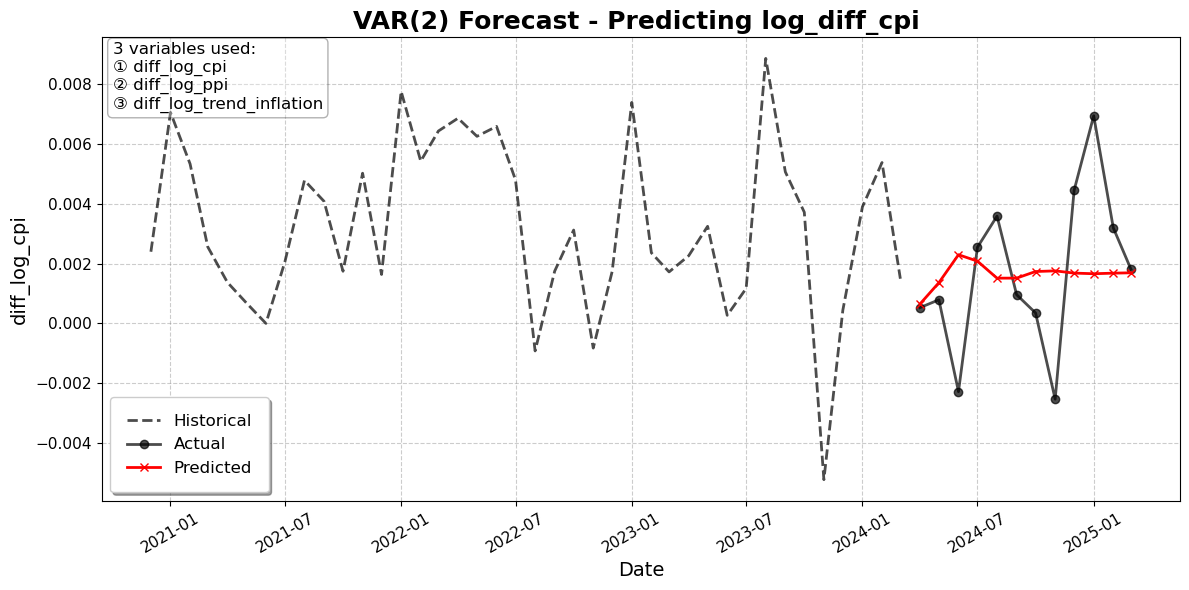 VAR(2) Forecast - Predicting log_diff_cpi
3 variables used:
① diff_log_cpi
② diff_log_ppi
③ diff_log_trend_inflation
diff_log_cpi
0.008
0.006
0.004
0.002
0.000
−0.002
−0.004
Historical
Actual
Predicted
2021-01
2021-07
2022-01
2022-07
2023-01
2023-07
2024-01
2024-07
2025-01
Date